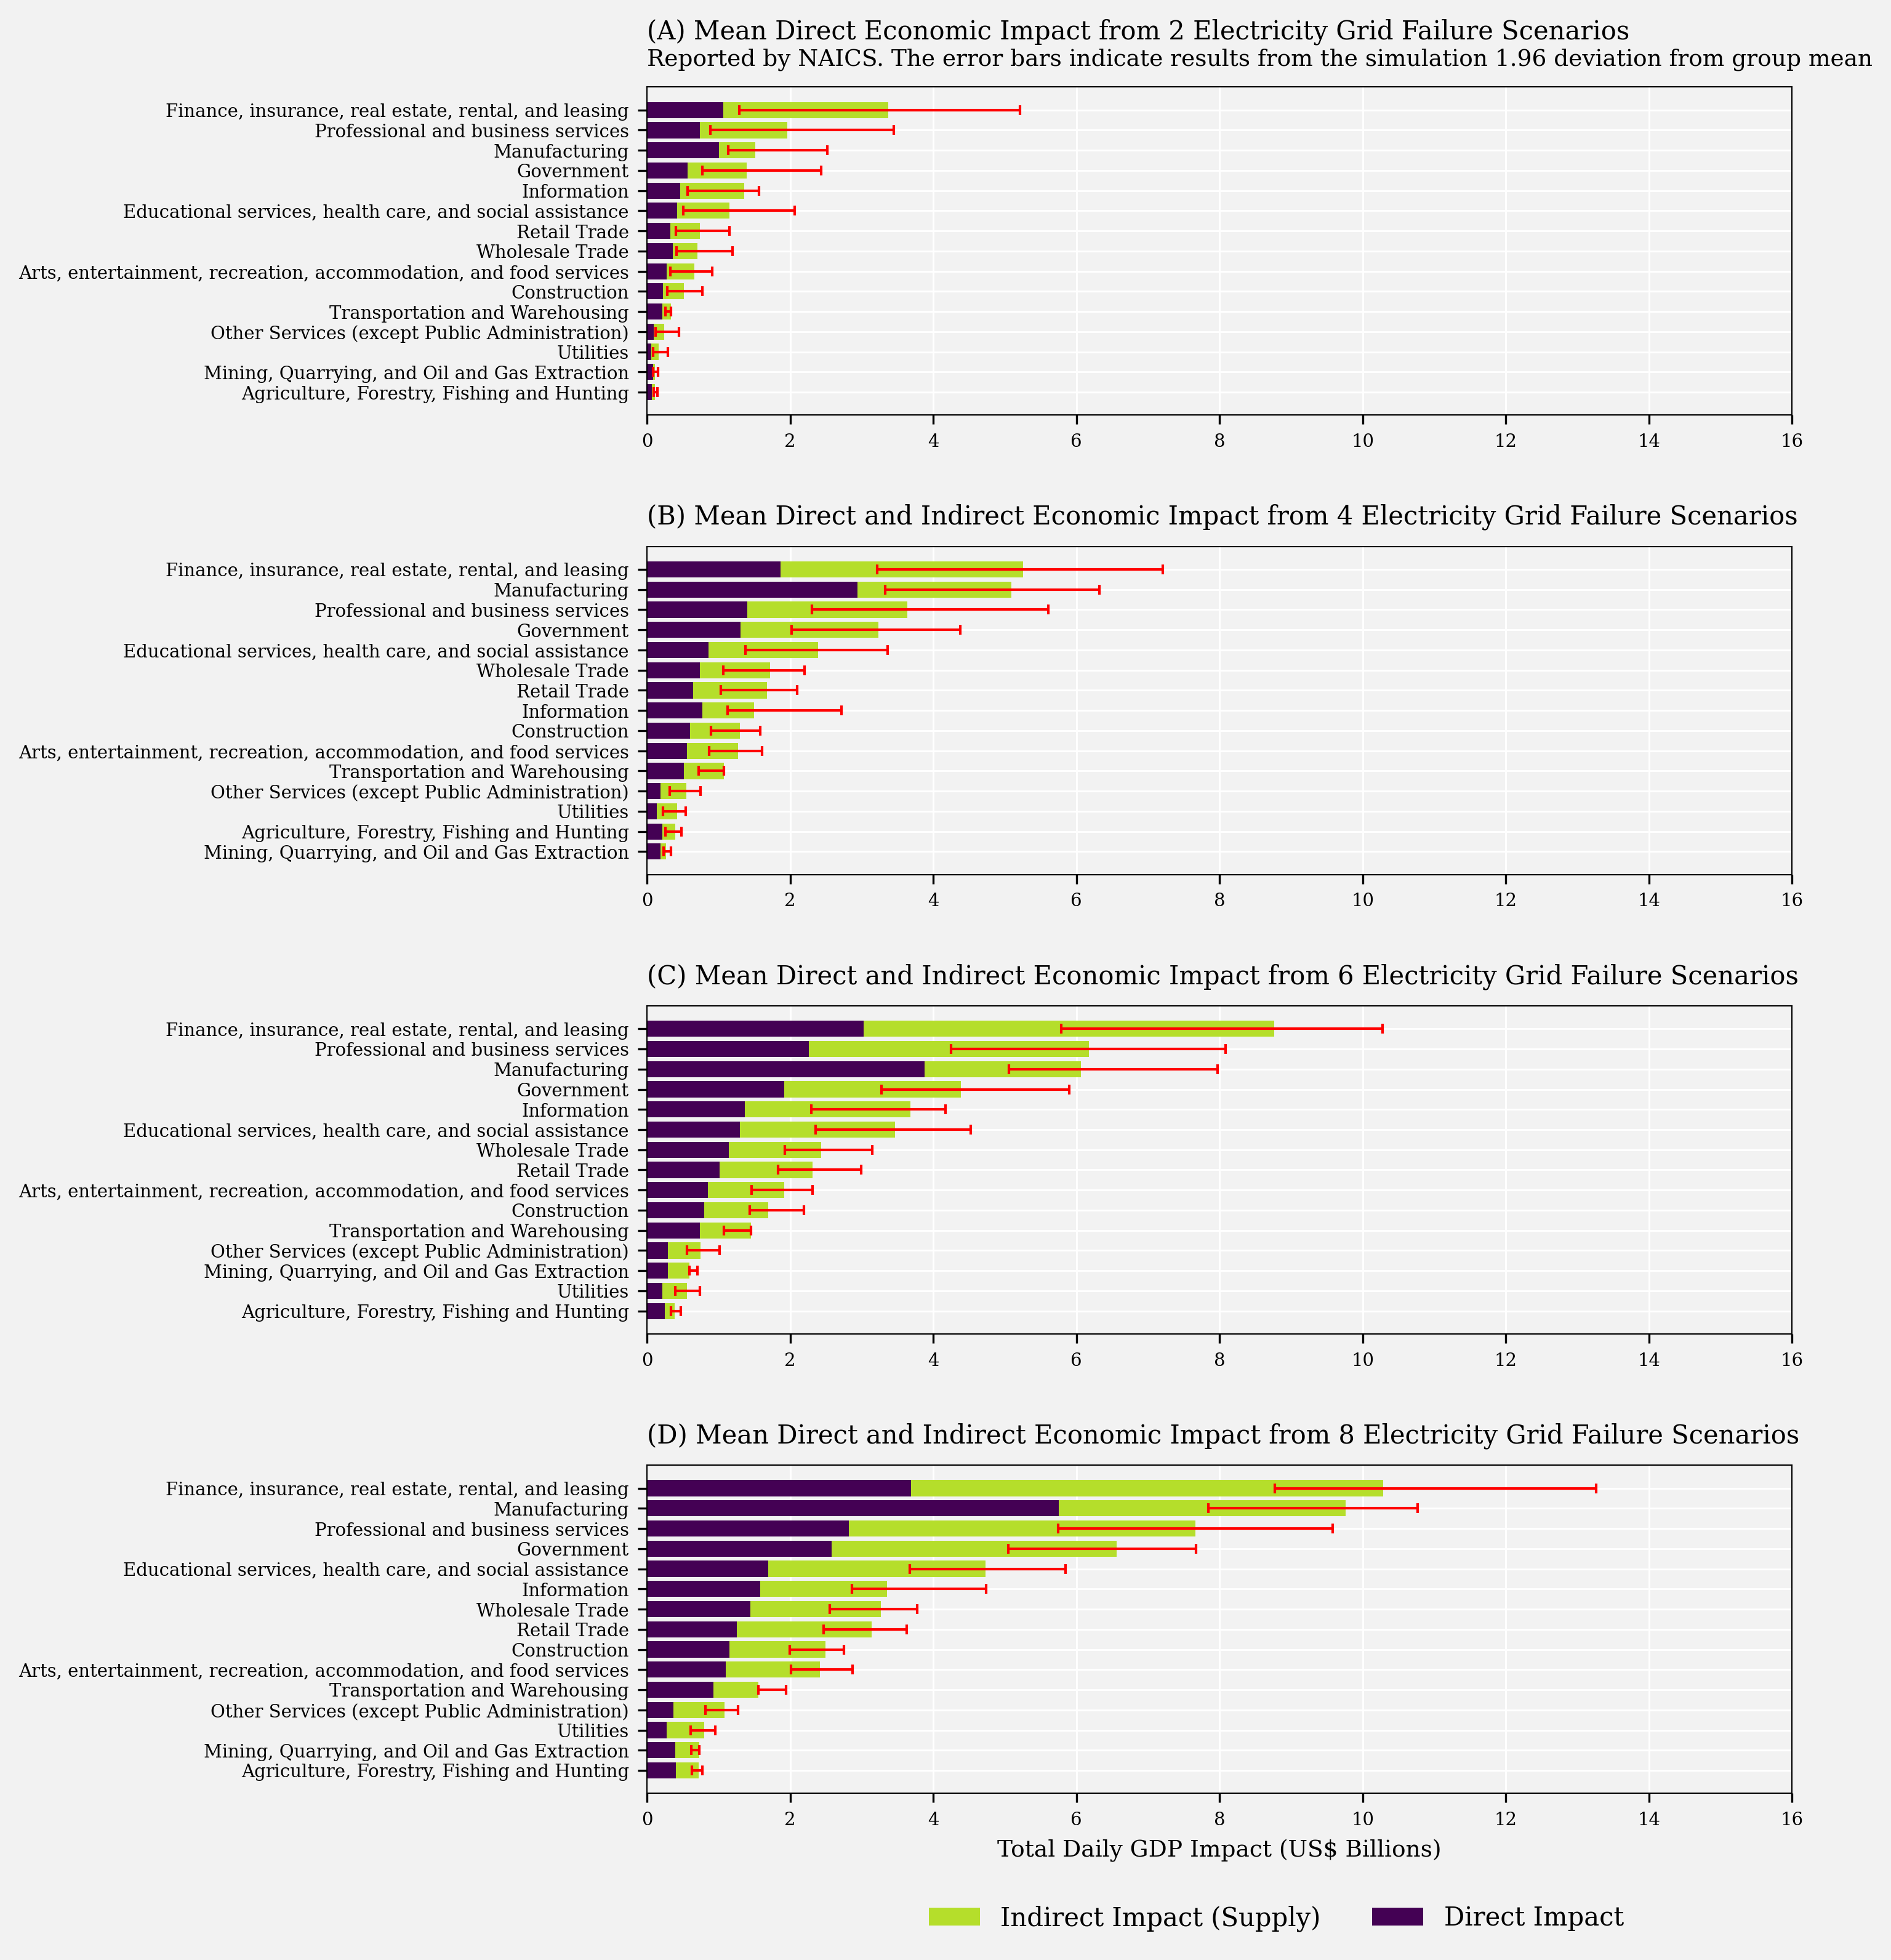 (A) Mean Direct Economic Impact from 2 Electricity Grid Failure Scenarios
Reported by NAICS. The error bars indicate results from the simulation 1.96 deviation from group mean
Finance, insurance, real estate, rental, and leasing
Professional and business services
Manufacturing
Government
Information
Educational services, health care, and social assistance
Retail Trade
Wholesale Trade
Arts, entertainment, recreation, accommodation, and food services
Construction
Transportation and Warehousing
Other Services (except Public Administration)
Utilities
Mining, Quarrying, and Oil and Gas Extraction
Agriculture, Forestry, Fishing and Hunting
0 2 4 6 8 10 12 14 16
(B) Mean Direct and Indirect Economic Impact from 4 Electricity Grid Failure Scenarios
Finance, insurance, real estate, rental, and leasing
Manufacturing
Professional and business services
Government
Educational services, health care, and social assistance
Wholesale Trade
Retail Trade
Information
Construction
Arts, entertainment, recreation, accommodation, and food services
Transportation and Warehousing
Other Services (except Public Administration)
Utilities
Agriculture, Forestry, Fishing and Hunting
Mining, Quarrying, and Oil and Gas Extraction
0 2 4 6 8 10 12 14 16
(C) Mean Direct and Indirect Economic Impact from 6 Electricity Grid Failure Scenarios
Finance, insurance, real estate, rental, and leasing
Professional and business services
Manufacturing
Government
Information
Educational services, health care, and social assistance
Wholesale Trade
Retail Trade
Arts, entertainment, recreation, accommodation, and food services
Construction
Transportation and Warehousing
Other Services (except Public Administration)
Mining, Quarrying, and Oil and Gas Extraction
Utilities
Agriculture, Forestry, Fishing and Hunting
0 2 4 6 8 10 12 14 16
(D) Mean Direct and Indirect Economic Impact from 8 Electricity Grid Failure Scenarios
Finance, insurance, real estate, rental, and leasing
Manufacturing
Professional and business services
Government
Educational services, health care, and social assistance
Information
Wholesale Trade
Retail Trade
Construction
Arts, entertainment, recreation, accommodation, and food services
Transportation and Warehousing
Other Services (except Public Administration)
Utilities
Mining, Quarrying, and Oil and Gas Extraction
Agriculture, Forestry, Fishing and Hunting
0 2 4 6 8 10 12 14 16
Total Daily GDP Impact (US$ Billions)
Indirect Impact (Supply) Direct Impact